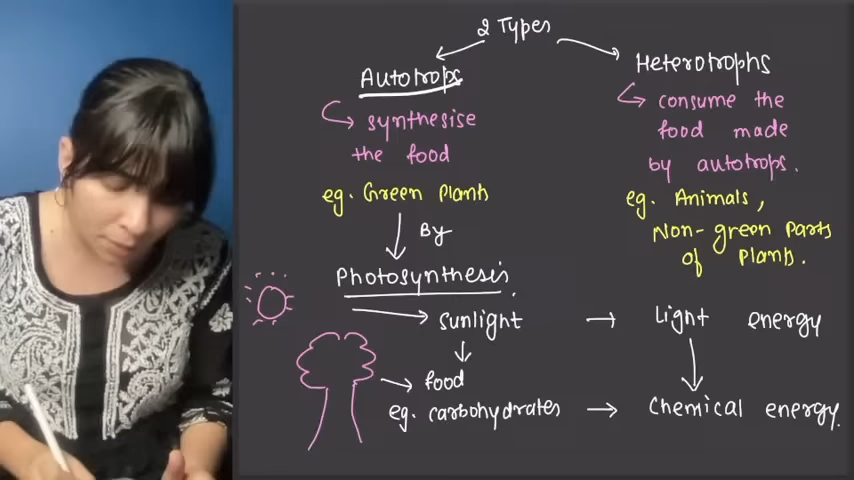 2 Types
Autotrops
synthesise
the food
eg. Green Plants
By
Photosynthesis
sunlight
food
eg. carbohydrates
Heterotrophs
consume the
food made
by autotrops.
eg. Animals,
Non-green Parts
of Plants.
Light energy
Chemical energy.